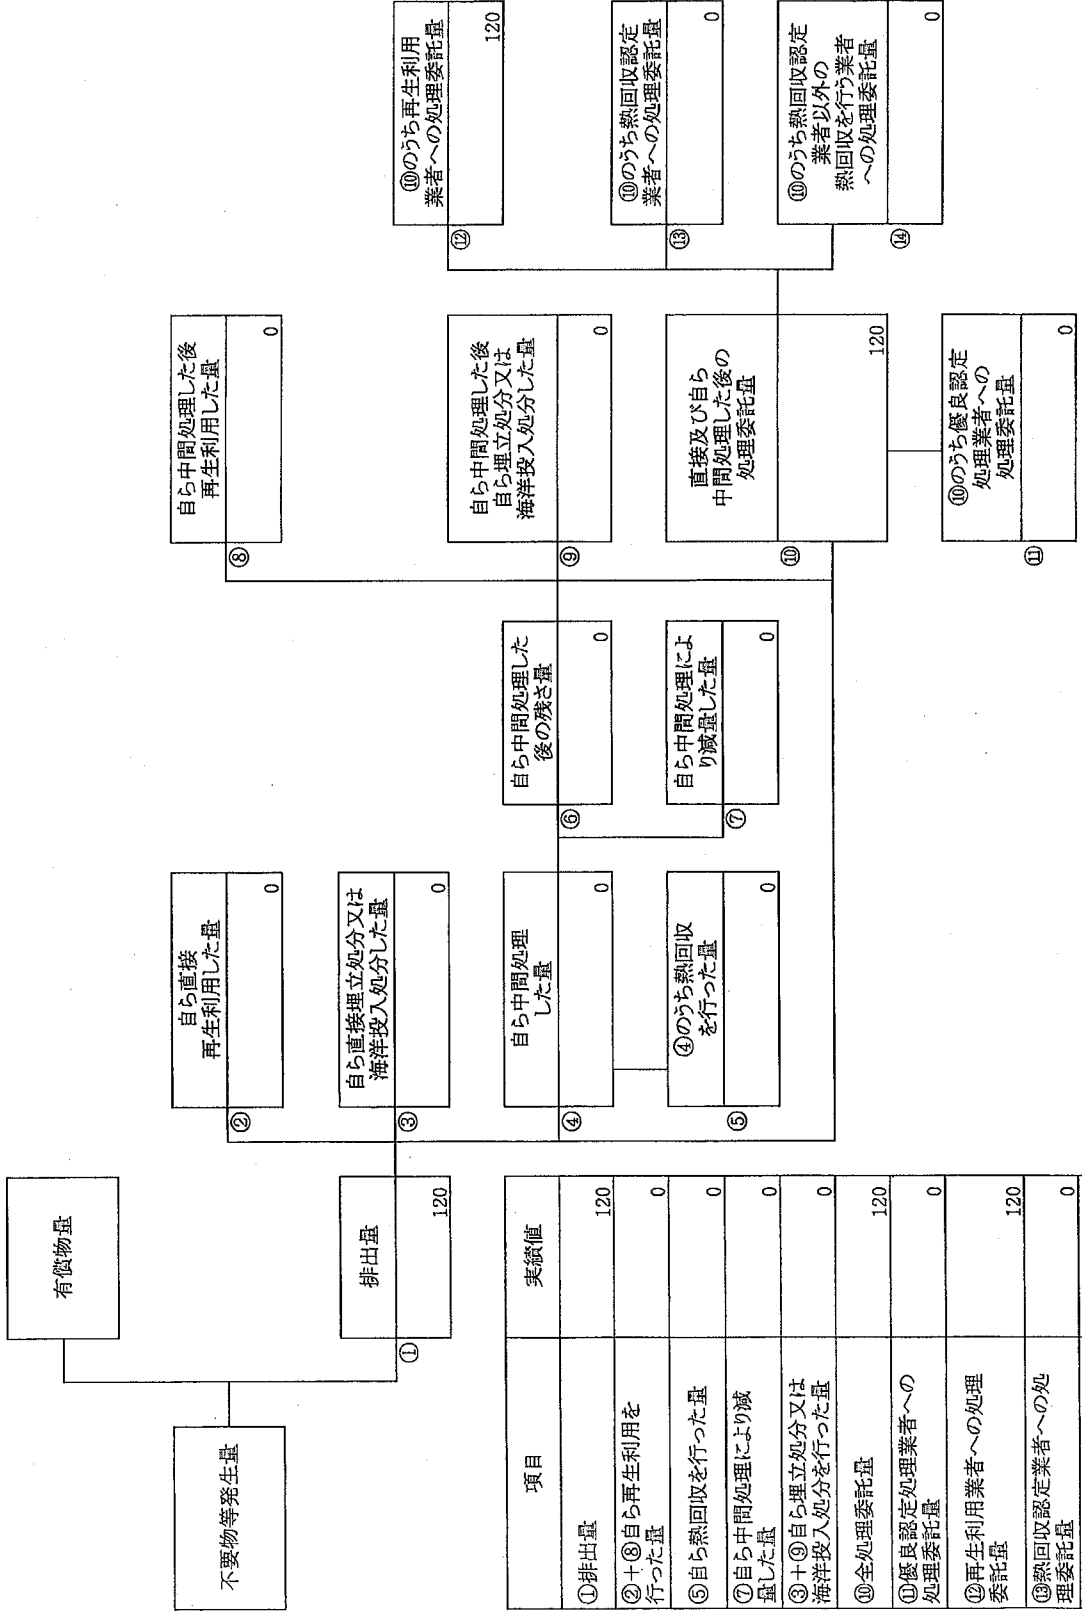 不要物等発生量
有償物量
①
排出量
120
②
自ら直接
再生利用した量
0
③
自ら直接埋立処分又は
海洋投入処分した量
0
④
自ら中間処理
した量
0
⑤
④のうち熱回収
を行った量
0
⑥
自ら中間処理した
後の残さ量
0
⑦
自ら中間処理によ
り減量した量
0
⑧
自ら中間処理した後
再生利用した量
0
⑨
自ら中間処理した後
自ら埋立処分又は
海洋投入処分した量
0
⑩
直接及び自ら
中間処理した後の
処理委託量
120
⑪
⑩のうち優良認定
処理業者への
処理委託量
0
⑫
⑩のうち再生利用
業者への処理委託量
120
⑬
⑩のうち熱回収認定
業者への処理委託量
0
⑭
⑩のうち熱回収認定
業者以外の
熱回収を行う業者
への処理委託量
0
項目
実績値
①排出量
120
②＋⑧自ら再生利用を
行った量
0
⑤自ら熱回収を行った量
0
⑦自ら中間処理により減
量した量
0
③＋⑨自ら埋立処分又は
海洋投入処分を行った量
0
⑩全処理委託量
120
⑪優良認定処理業者への
処理委託量
0
⑫再生利用業者への処理
委託量
120
⑬熱回収認定業者への処
理委託量
0